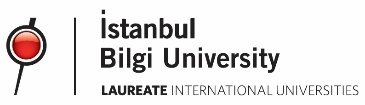 İstanbul
Bilgi University
LAUREATE INTERNATIONAL UNIVERSITIES